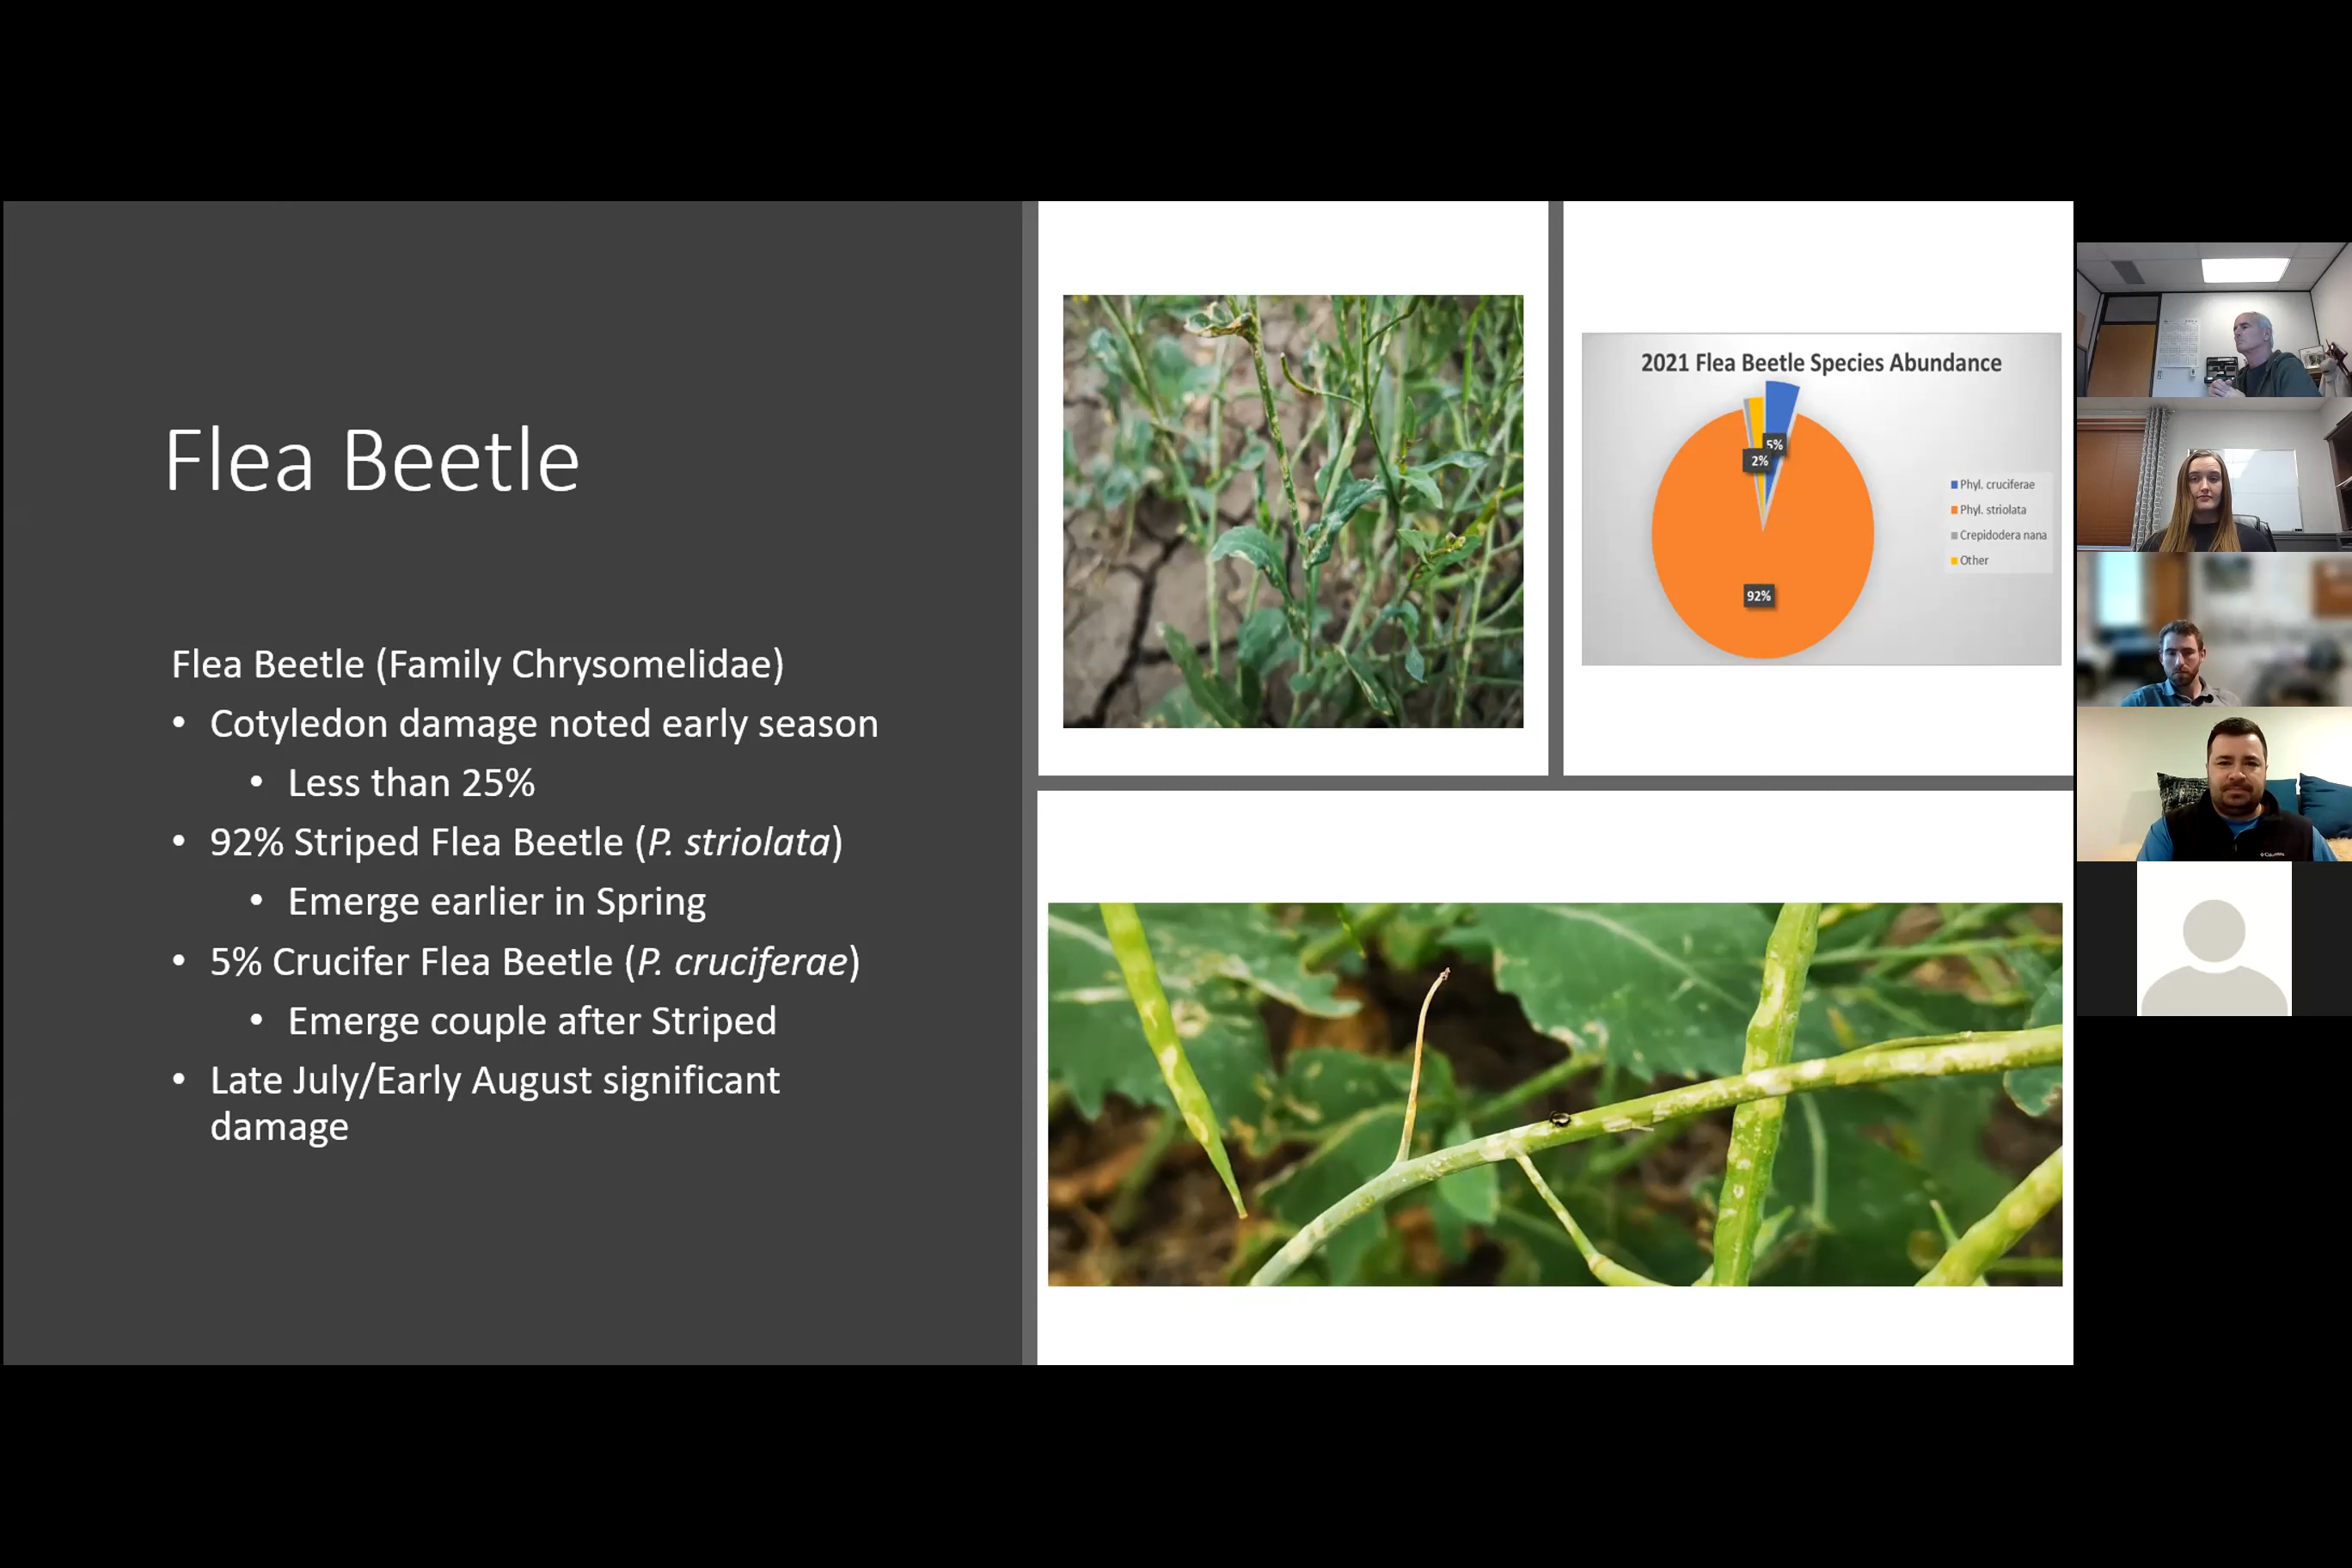 Flea Beetle
Flea Beetle (Family Chrysomelidae)
• Cotyledon damage noted early season
• Less than 25%
• 92% Striped Flea Beetle (P. striolata)
• Emerge earlier in Spring
• 5% Crucifer Flea Beetle (P. cruciferae)
• Emerge couple after Striped
• Late July/Early August significant
damage
2021 Flea Beetle Species Abundance
5%
2%
92%
Phyl. cruciferae
Phyl. striolata
Crepidodera nana
Other